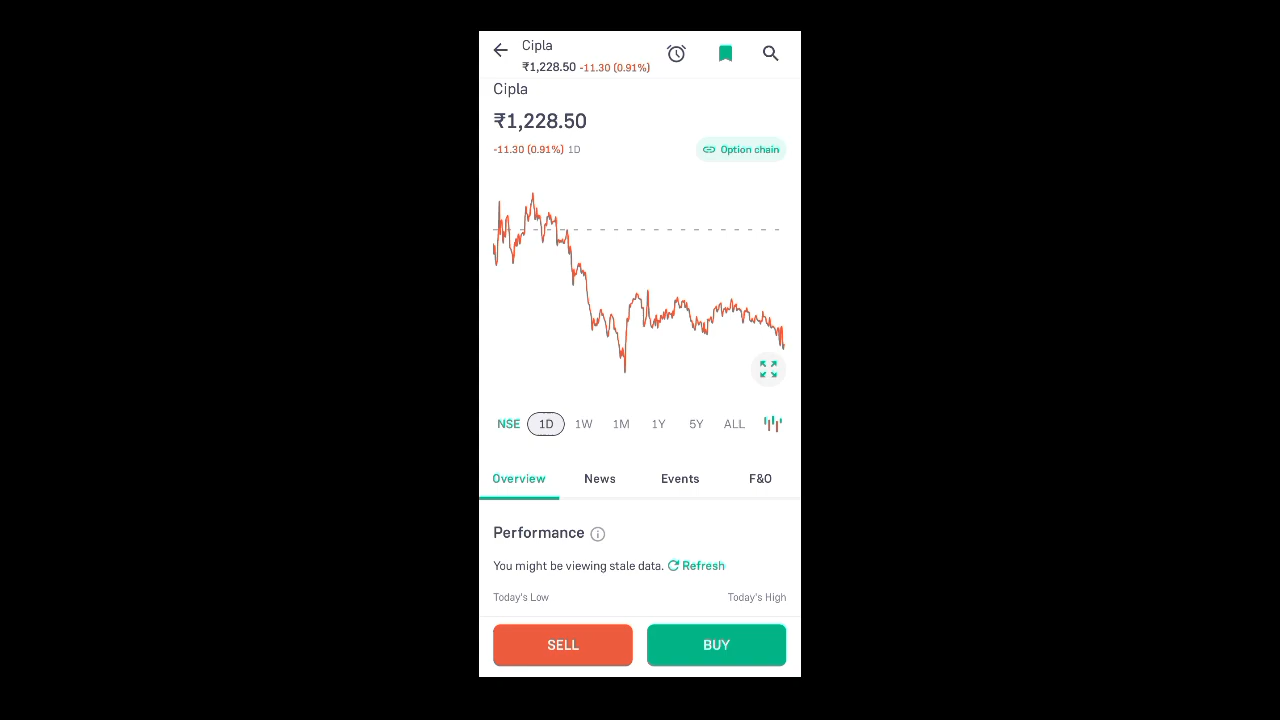 Cipla
₹1,228.50 -11.30 (0.91%)
Cipla
₹1,228.50
-11.30 (0.91%) 1D
Option chain
NSE 1D 1W 1M 1Y 5Y ALL
Overview News Events F&O
Performance
You might be viewing stale data. Refresh
Today's Low Today's High
SELL BUY